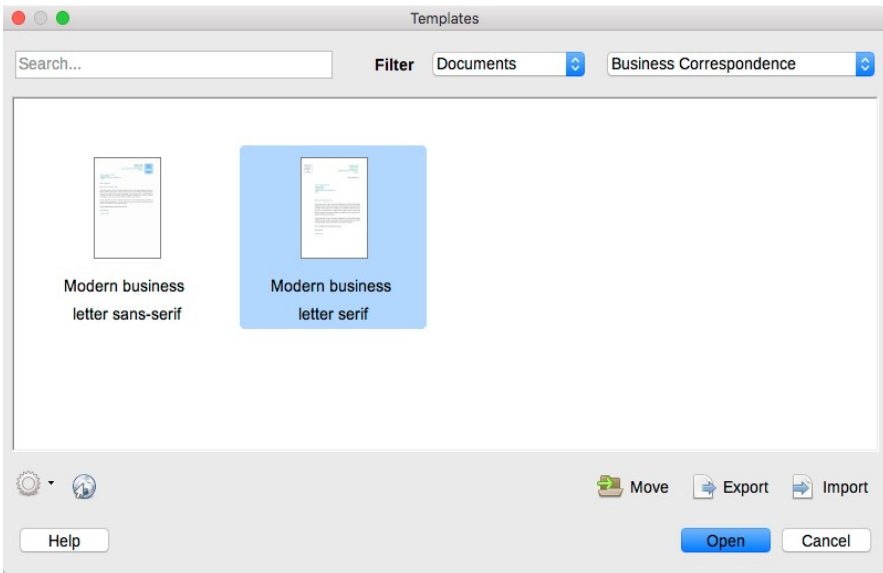 Templates
Search...
Filter Documents Business Correspondence
Modern business
letter sans-serif
Modern business
letter serif
Move Export Import
Help Open Cancel